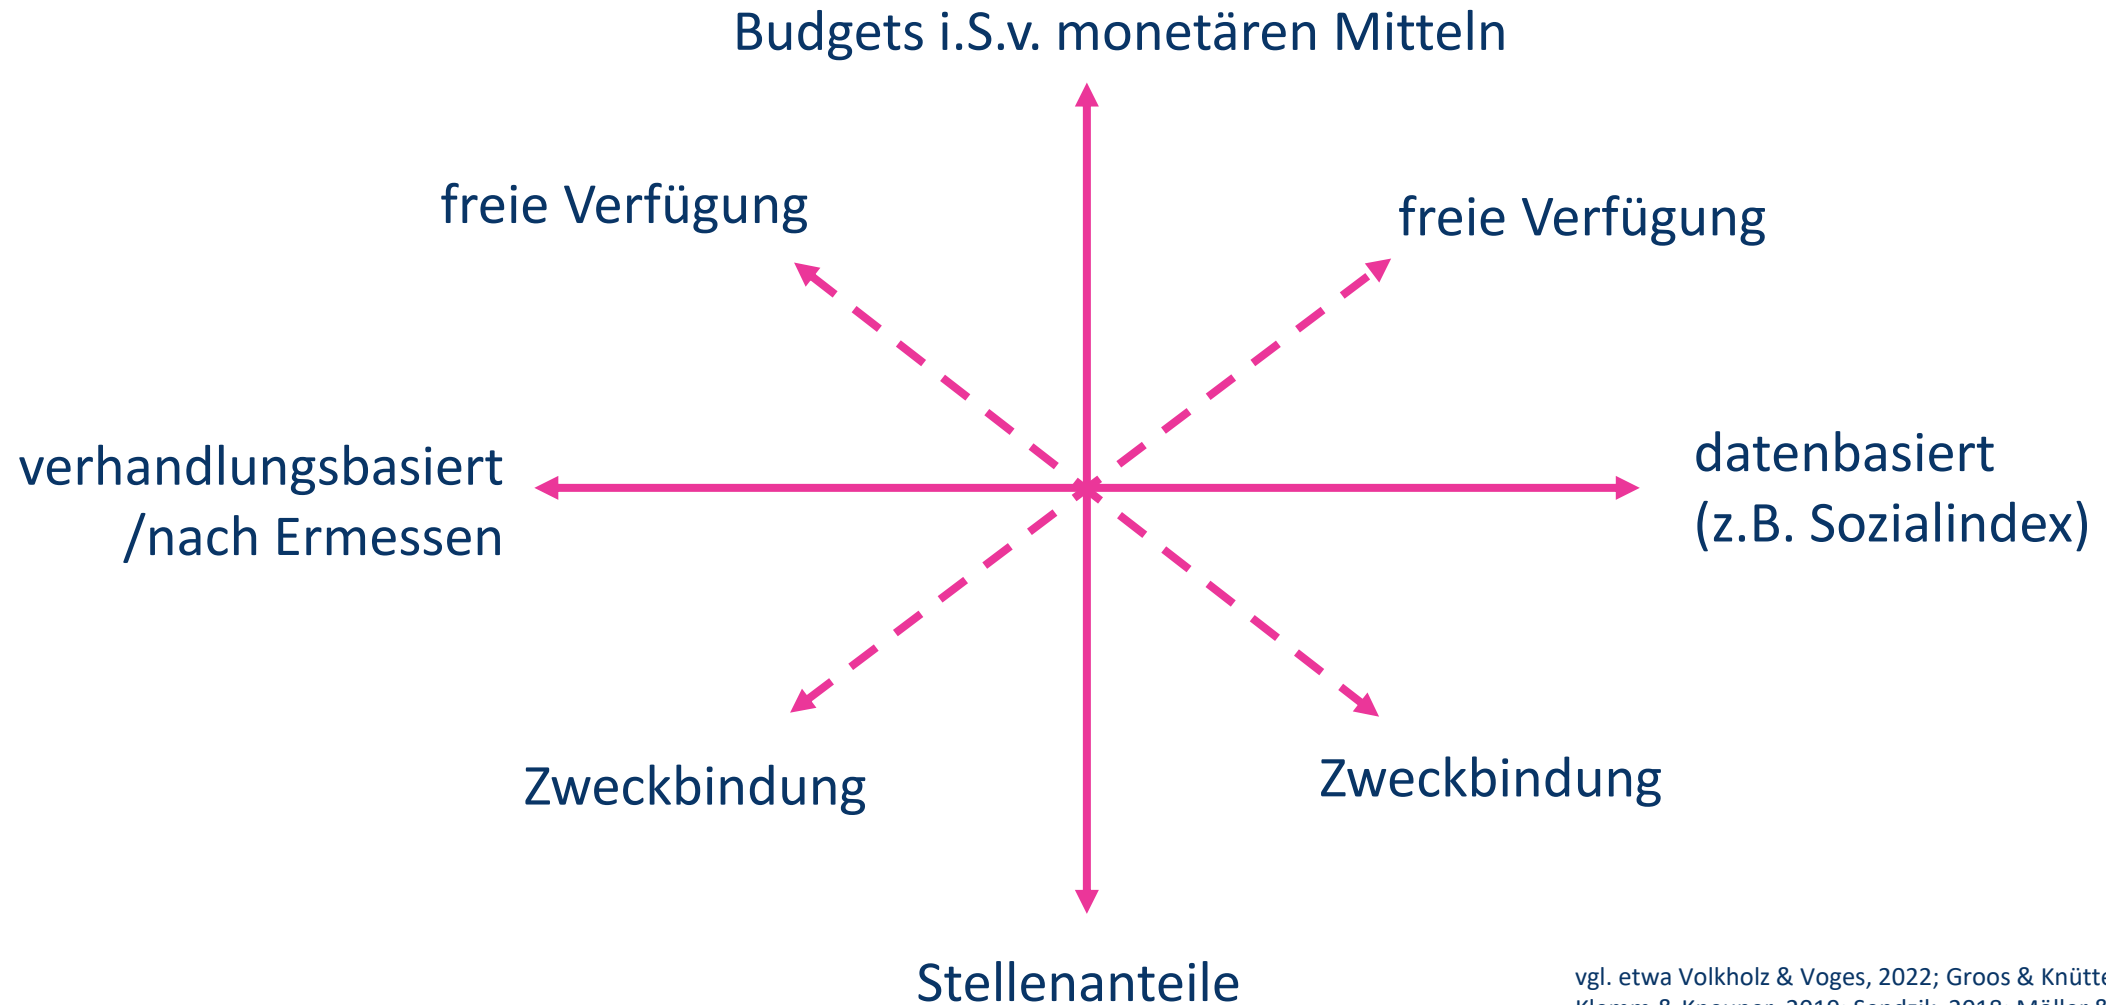 Budgets i.S.v. monetären Mitteln
freie Verfügung
freie Verfügung
verhandlungsbasiert
/nach Ermessen
datenbasiert
(z.B. Sozialindex)
Zweckbindung
Zweckbindung
Stellenanteile
vgl. etwa Volkholz & Voges, 2022; Groos &